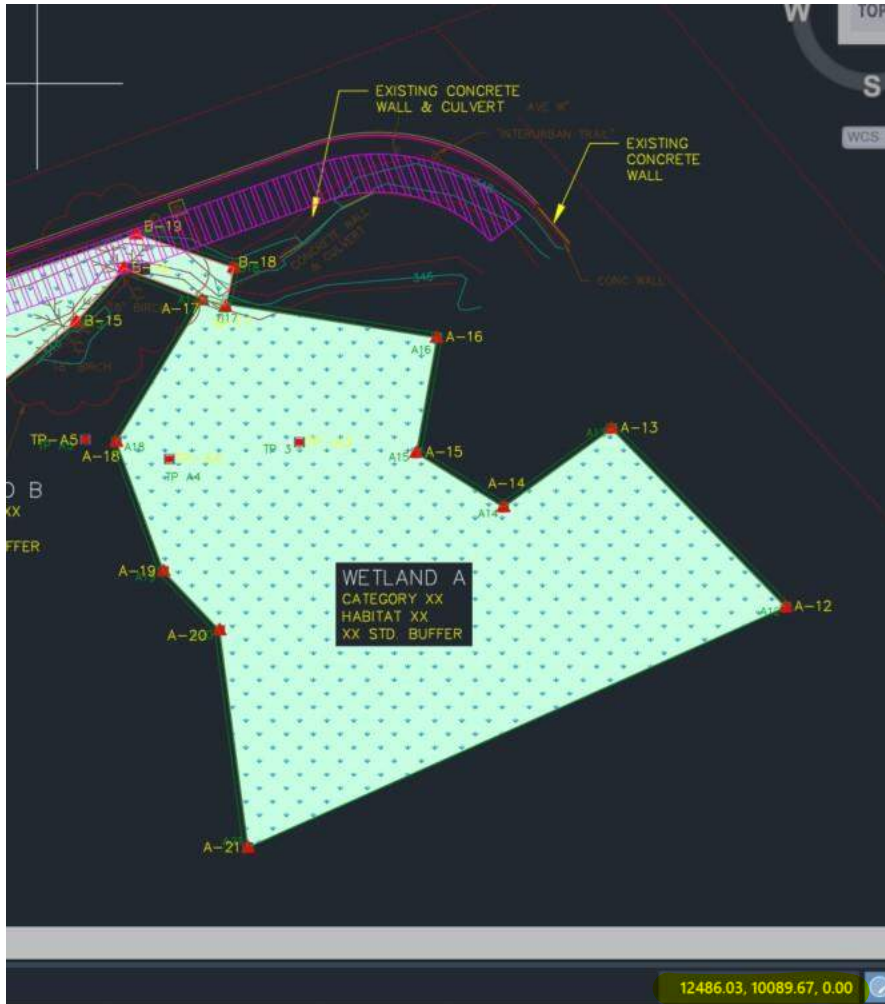 W
TOP
S
WCS
EXISTING CONCRETE
WALL & CULVERT
AVE W"
"INTERURBAN TRAIL"
EXISTING
CONCRETE
WALL
B-19
B-18
CONCRETE WALL
& CULVERT
CONC WALL
345
A-17
B17
BIRCH
B-15
A-16
A16
BIRCH
A-13
TP-A5
A18
A-18
TP 3
A15
A-15
TP A4
A-14
A14
D B
XX
FFER
A-19
WETLAND A
CATEGORY XX
HABITAT XX
XX STD. BUFFER
A-12
A-20
A-21
12486.03, 10089.67, 0.00